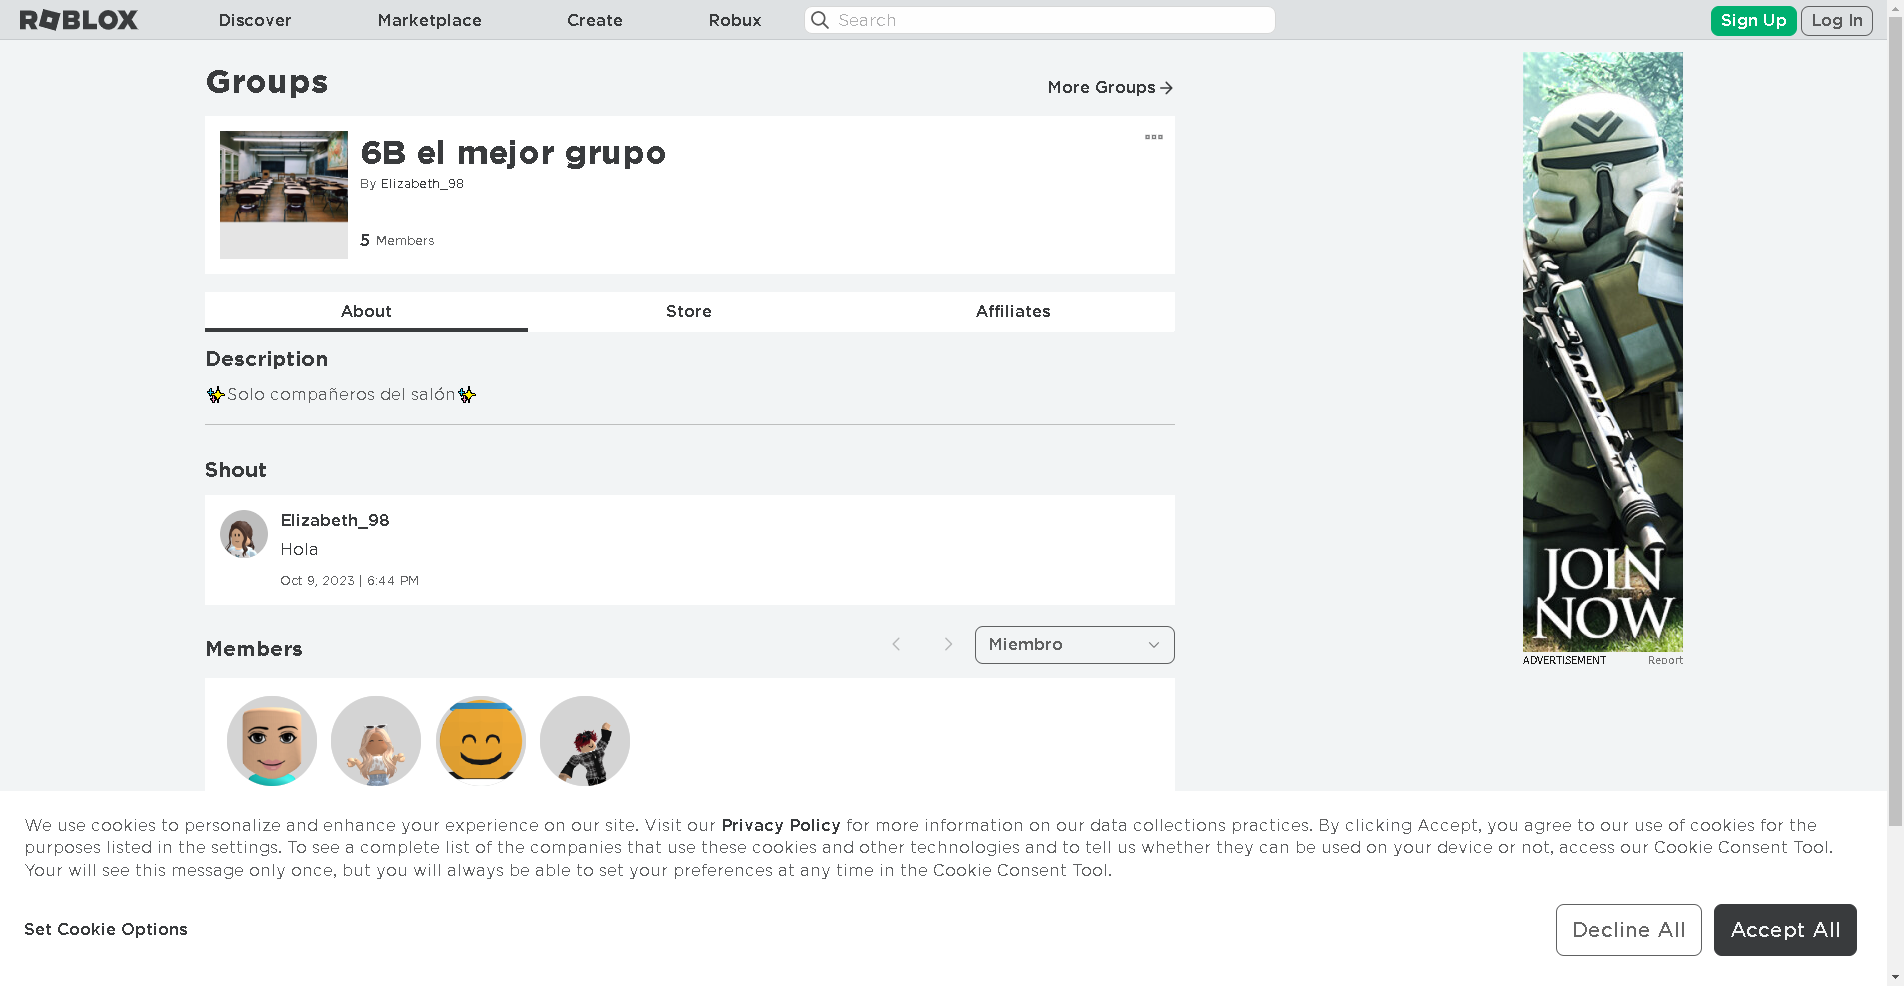 ROBLOX
Discover
Marketplace
Create
Robux
Search
Sign Up
Log In
Groups
More Groups
6B el mejor grupo
By Elizabeth_98
5 Members
About
Store
Affiliates
Description
✨Solo compañeros del salón✨
Shout
Elizabeth_98
Hola
Oct 9, 2023 | 6:44 PM
Members
Miembro
JOIN
NOW
ADVERTISEMENT
Report
We use cookies to personalize and enhance your experience on our site. Visit our Privacy Policy for more information on our data collections practices. By clicking Accept, you agree to our use of cookies for the
purposes listed in the settings. To see a complete list of the companies that use these cookies and other technologies and to tell us whether they can be used on your device or not, access our Cookie Consent Tool.
Your will see this message only once, but you will always be able to set your preferences at any time in the Cookie Consent Tool.
Set Cookie Options
Decline All
Accept All